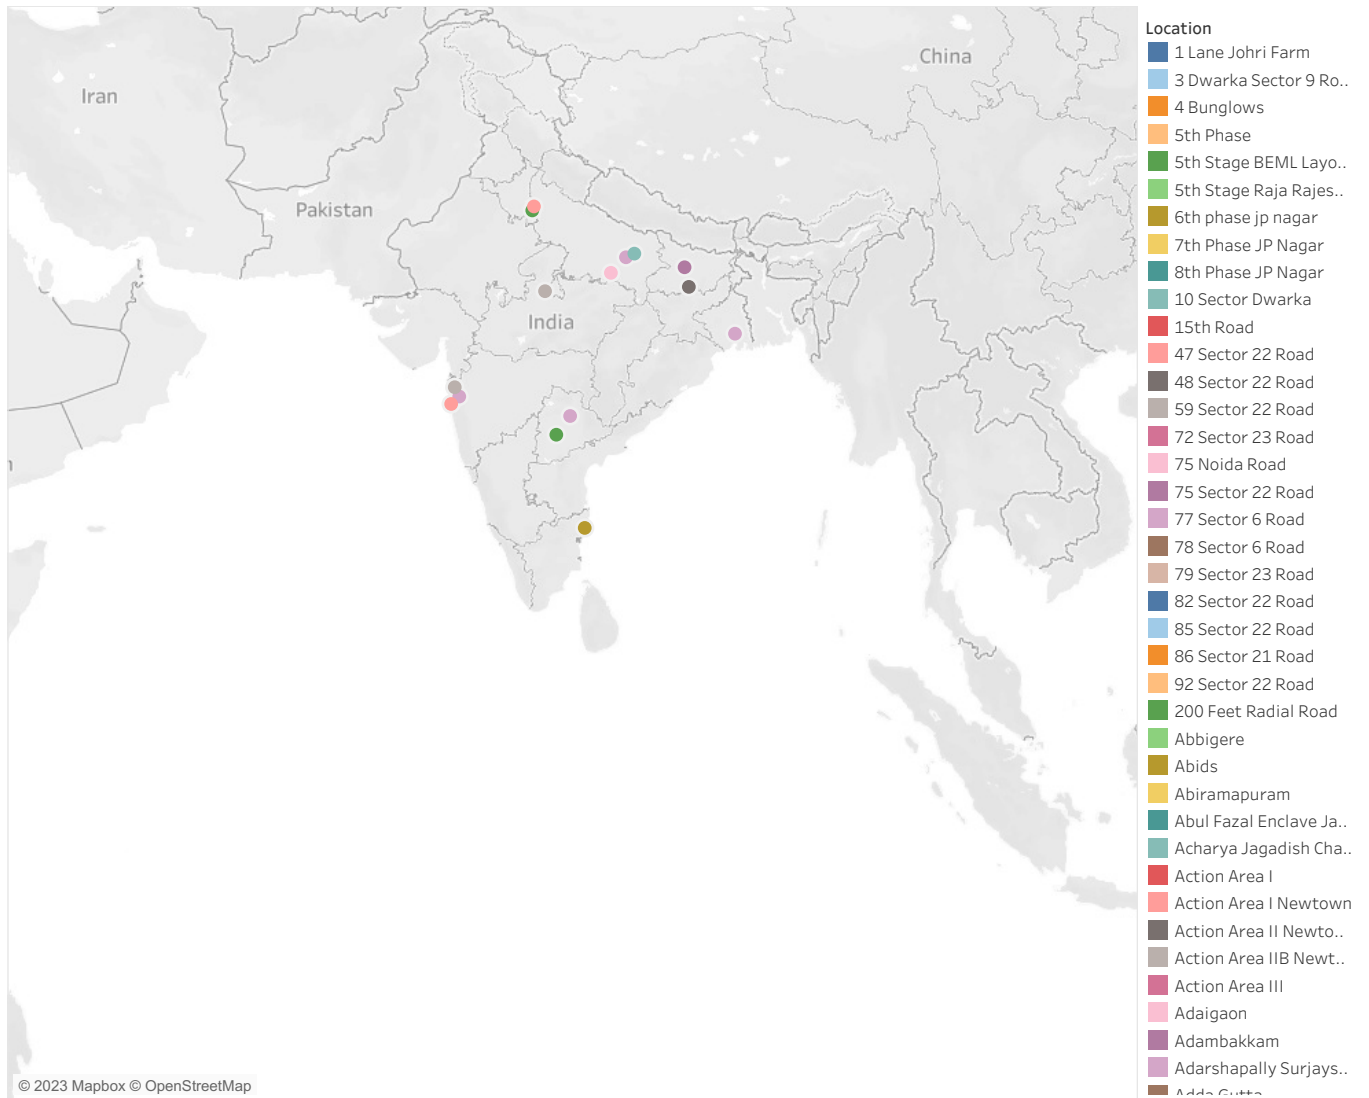 China
Iran
Pakistan
India
© 2023 Mapbox © OpenStreetMap
Location
1 Lane Johri Farm
3 Dwarka Sector 9 Ro..
4 Bunglows
5th Phase
5th Stage BEML Layo..
5th Stage Raja Rajes..
6th phase jp nagar
7th Phase JP Nagar
8th Phase JP Nagar
10 Sector Dwarka
15th Road
47 Sector 22 Road
48 Sector 22 Road
59 Sector 22 Road
72 Sector 23 Road
75 Noida Road
75 Sector 22 Road
77 Sector 6 Road
78 Sector 6 Road
79 Sector 23 Road
82 Sector 22 Road
85 Sector 22 Road
86 Sector 21 Road
92 Sector 22 Road
200 Feet Radial Road
Abbigere
Abids
Abiramapuram
Abul Fazal Enclave Ja..
Acharya Jagadish Cha..
Action Area I
Action Area I Newtown
Action Area II Newto..
Action Area IIB Newt..
Action Area III
Adaigaon
Adambakkam
Adarshapally Surjays..
Adda Gutta